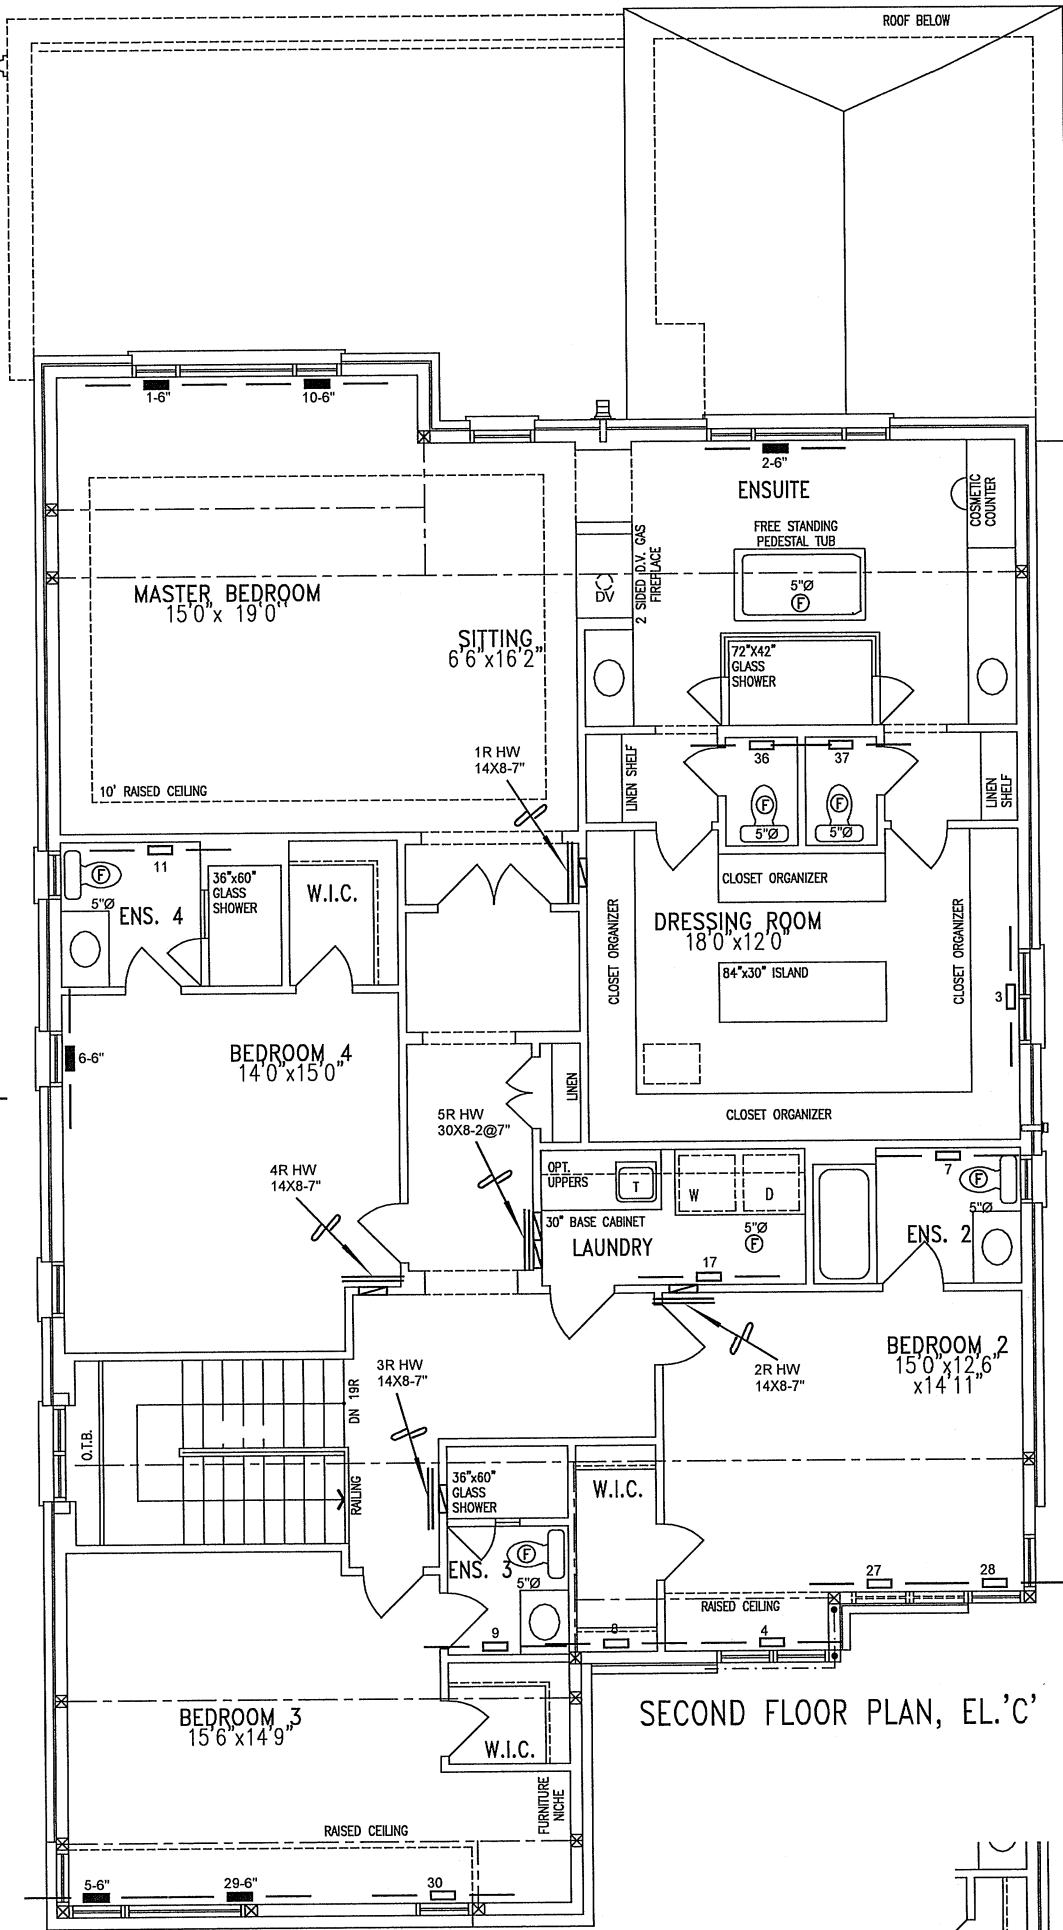 ROOF BELOW
1-6"
10-6"
2-6"
ENSUITE
COSMETIC
COUNTER
FREE STANDING
PEDESTAL TUB
2 SIDED D.V. GAS
FIREPLACE
5"Ø
F
DV
MASTER BEDROOM
15'0"x 19'0"
SITTING
6'6"x16'2"
72"X42"
GLASS
SHOWER
1R HW
14X8-7"
36
37
LINEN SHELF
LINEN
SHELF
F
F
5"Ø
5"Ø
10' RAISED CEILING
11
F
5"Ø
ENS. 4
36"x60"
GLASS
SHOWER
W.I.C.
CLOSET ORGANIZER
DRESSING ROOM
18'0"x12'0"
84"x30" ISLAND
CLOSET ORGANIZER
CLOSET ORGANIZER
3
6-6"
BEDROOM 4
14'0"x15'0"
LINEN
CLOSET ORGANIZER
5R HW
30X8-2@7"
4R HW
14X8-7"
OPT.
UPPERS
T
W
D
7
F
5"Ø
30" BASE CABINET
LAUNDRY
5"Ø
F
ENS. 2
17
BEDROOM 2
15'0"x12'6"
x14'11"
2R HW
14X8-7"
3R HW
14X8-7"
DN 19R
O.T.B.
RAILING
36"x60"
GLASS
SHOWER
W.I.C.
ENS. 3
F
5"Ø
27
28
RAISED CEILING
9
8
4
SECOND FLOOR PLAN, EL.'C'
BEDROOM 3
15'6"x14'9"
W.I.C.
FURNITURE
NICHE
RAISED CEILING
5-6"
29-6"
30